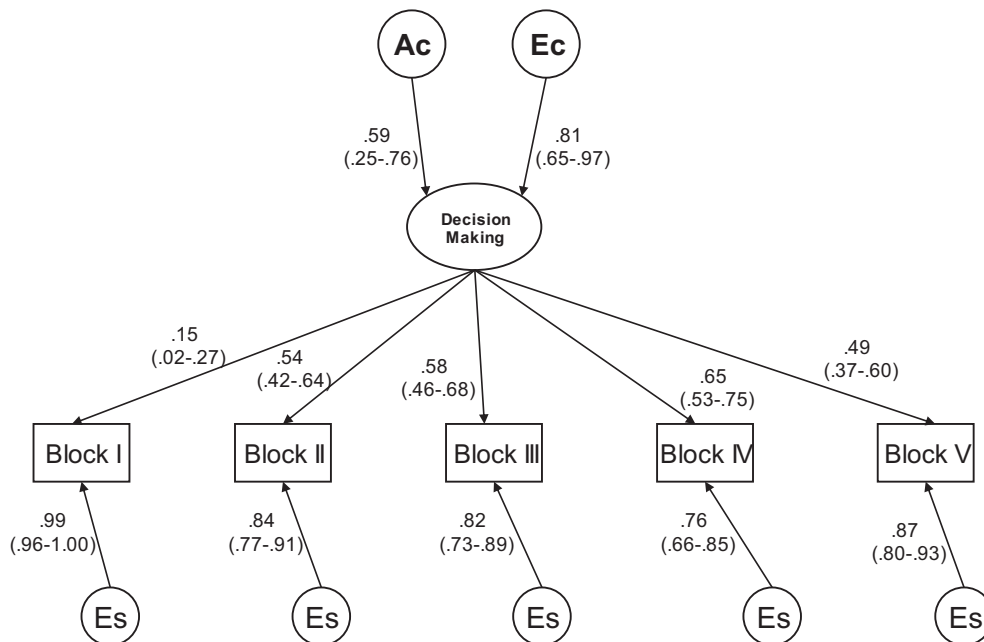 Ac
Ec
.59
(.25-.76)
.81
(.65-.97)
Decision
Making
.15
(.02-.27)
.54
(.42-.64)
.58
(.46-.68)
.65
(.53-.75)
.49
(.37-.60)
Block I
Block II
Block III
Block IV
Block V
.99
(.96-1.00)
.84
(.77-.91)
.82
(.73-.89)
.76
(.66-.85)
.87
(.80-.93)
Es
Es
Es
Es
Es